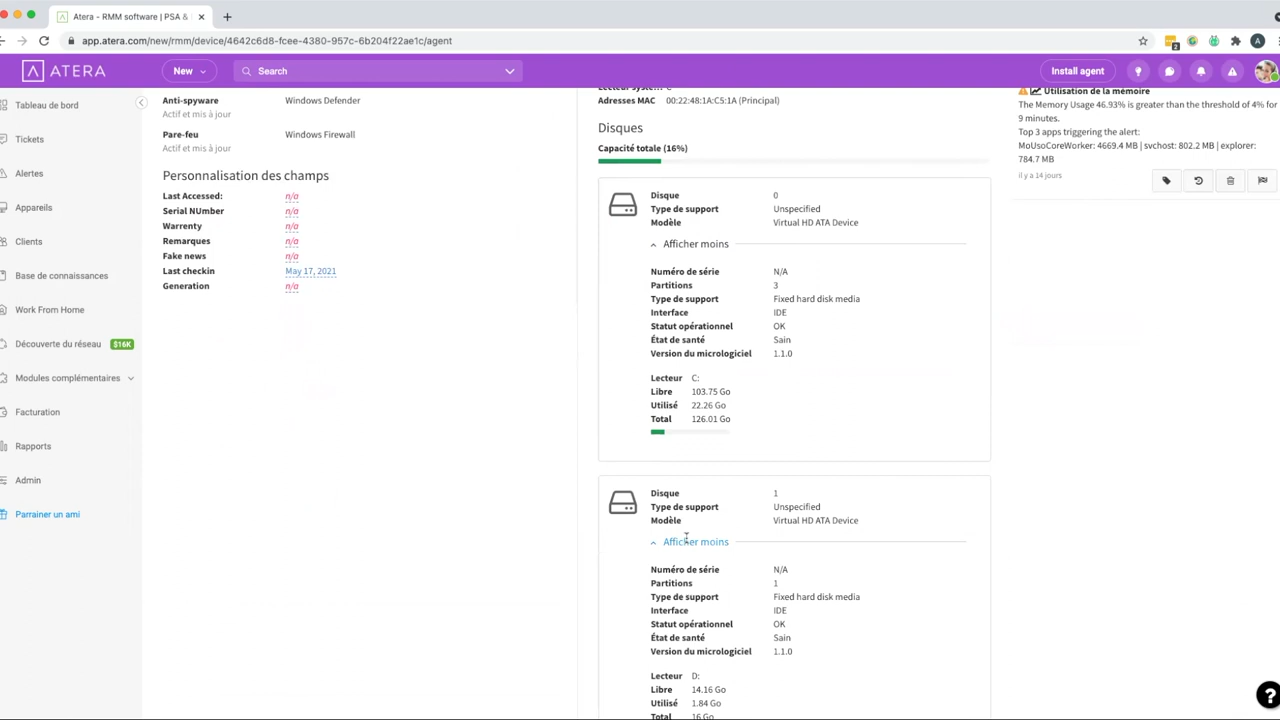 Atera - RMM software | PSA &
app.atera.com/new/rmm/device/4642c6d8-fcee-4380-957c-6b204f22ae1c/agent
2
A
ATERA
New
Search
Install agent
Tableau de bord
Tickets
Alertes
Appareils
Clients
Base de connaissances
Work From Home
Découverte du réseau $16K
Modules complémentaires
Facturation
Rapports
Admin
Parrainer un ami
Anti-spyware Windows Defender
Actif et mis à jour
Pare-feu Windows Firewall
Actif et mis à jour
Personnalisation des champs
Last Accessed: n/a
Serial NUmber n/a
Warrenty n/a
Remarques n/a
Fake news n/a
Last checkin May 17, 2021
Generation n/a
Adresses MAC 00:22:48:1A:C5:1A (Principal)
Disques
Capacité totale (16%)
Disque 0
Type de support Unspecified
Modèle Virtual HD ATA Device
Afficher moins
Numéro de série N/A
Partitions 3
Type de support Fixed hard disk media
Interface IDE
Statut opérationnel OK
État de santé Sain
Version du micrologiciel 1.1.0
Lecteur C:
Libre 103.75 Go
Utilisé 22.26 Go
Total 126.01 Go
Disque 1
Type de support Unspecified
Modèle Virtual HD ATA Device
Afficher moins
Numéro de série N/A
Partitions 1
Type de support Fixed hard disk media
Interface IDE
Statut opérationnel OK
État de santé Sain
Version du micrologiciel 1.1.0
Lecteur D:
Libre 14.16 Go
Utilisé 1.84 Go
Total 16 Go
Utilisation de la mémoire
The Memory Usage 46.93% is greater than the threshold of 4% for
9 minutes.
Top 3 apps triggering the alert:
MoUsoCoreWorker: 4669.4 MB | svchost: 802.2 MB | explorer:
784.7 MB
il y a 14 jours
?